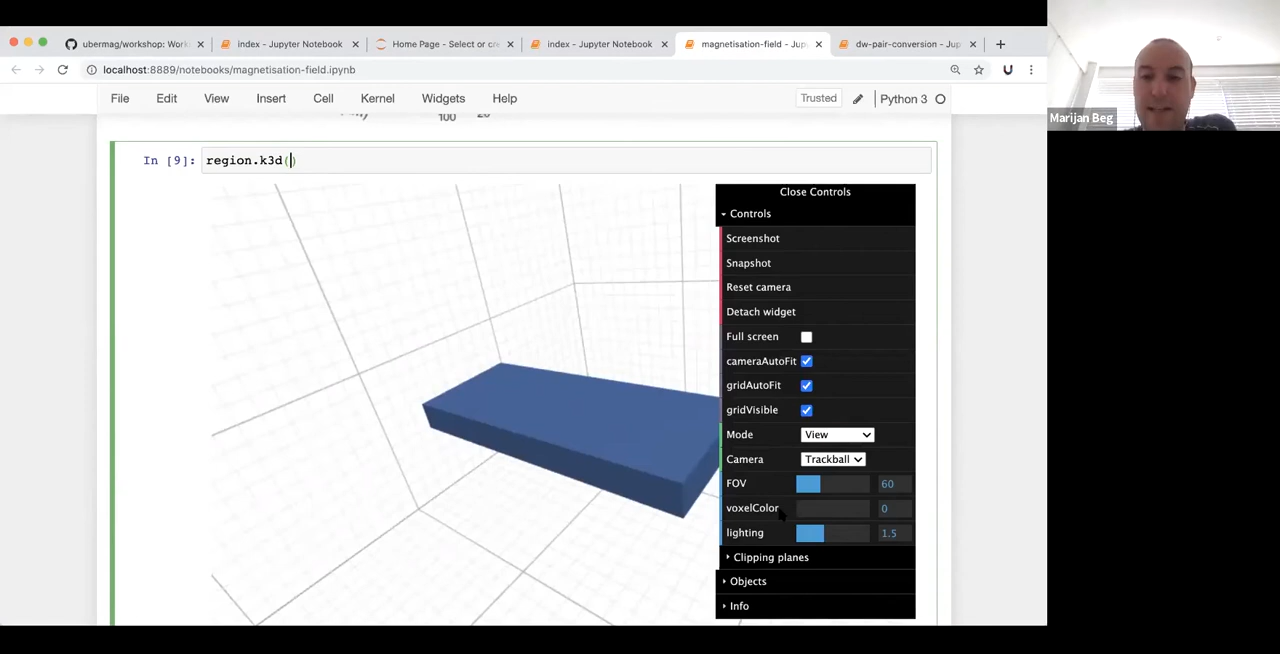 ubermag/workshop: Work
index - Jupyter Notebook
Home Page - Select or cre
index - Jupyter Notebook
magnetisation-field - Jup
dw-pair-conversion - Jup
localhost:8889/notebooks/magnetisation-field.ipynb
File Edit View Insert Cell Kernel Widgets Help
Trusted
Python 3
Marijan Beg
100
In [9]: region.k3d()
Close Controls
Controls
Screenshot
Snapshot
Reset camera
Detach widget
Full screen
cameraAutoFit
gridAutoFit
gridVisible
Mode View
Camera Trackball
FOV 60
voxelColor 0
lighting 1.5
Clipping planes
Objects
Info